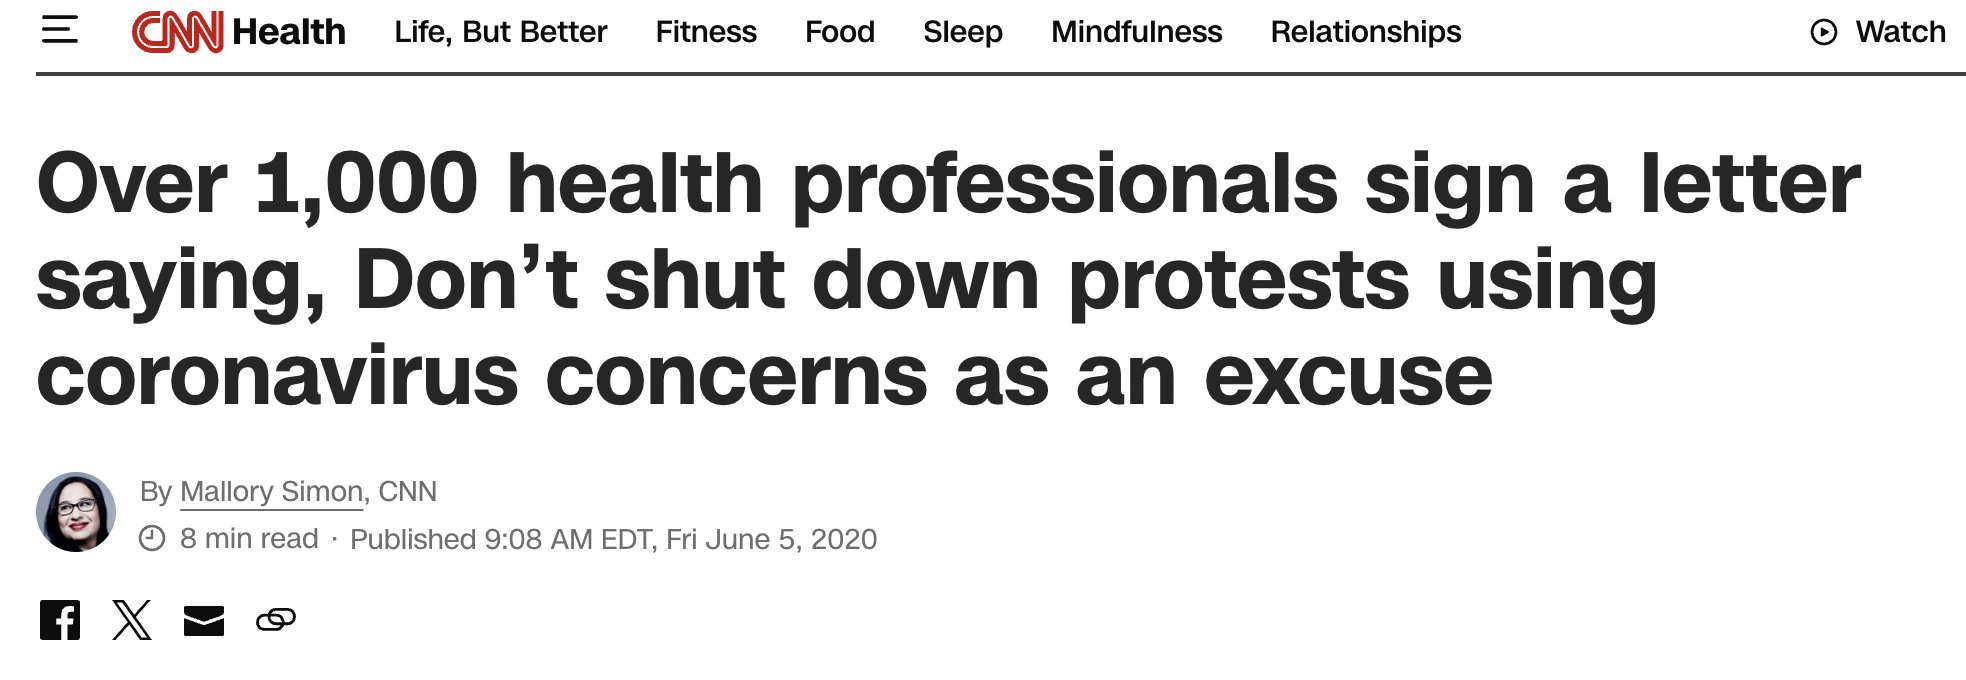 CNN Health Life, But Better Fitness Food Sleep Mindfulness Relationships Watch
Over 1,000 health professionals sign a letter
saying, Don’t shut down protests using
coronavirus concerns as an excuse
By Mallory Simon, CNN
8 min read · Published 9:08 AM EDT, Fri June 5, 2020